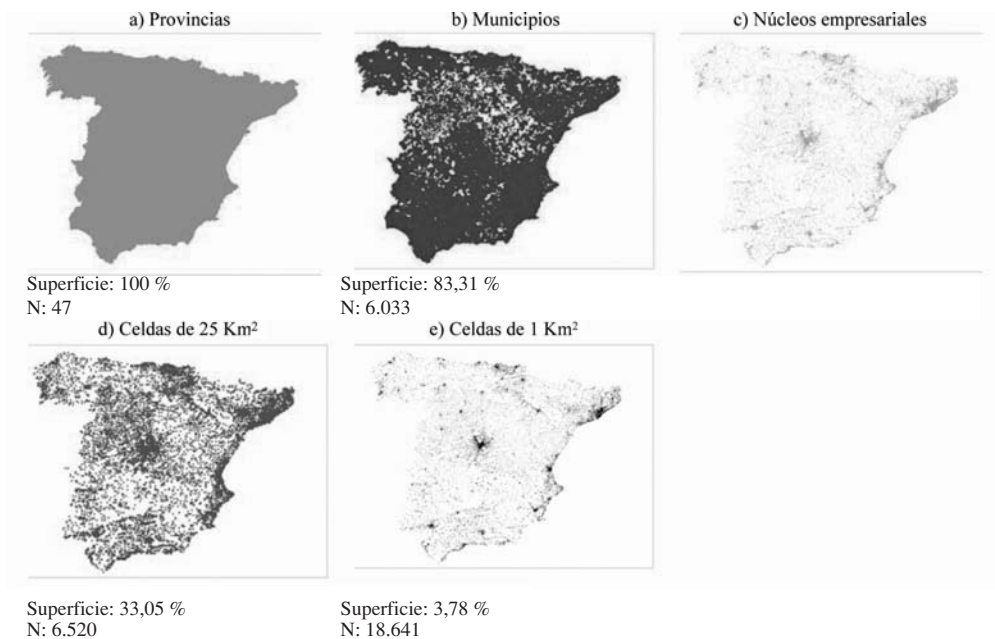 a) Provincias
b) Municipios
c) Núcleos empresariales
Superficie: 100 %
N: 47
Superficie: 83,31 %
N: 6.033
d) Celdas de 25 Km²
e) Celdas de 1 Km²
Superficie: 33,05 %
N: 6.520
Superficie: 3,78 %
N: 18.641